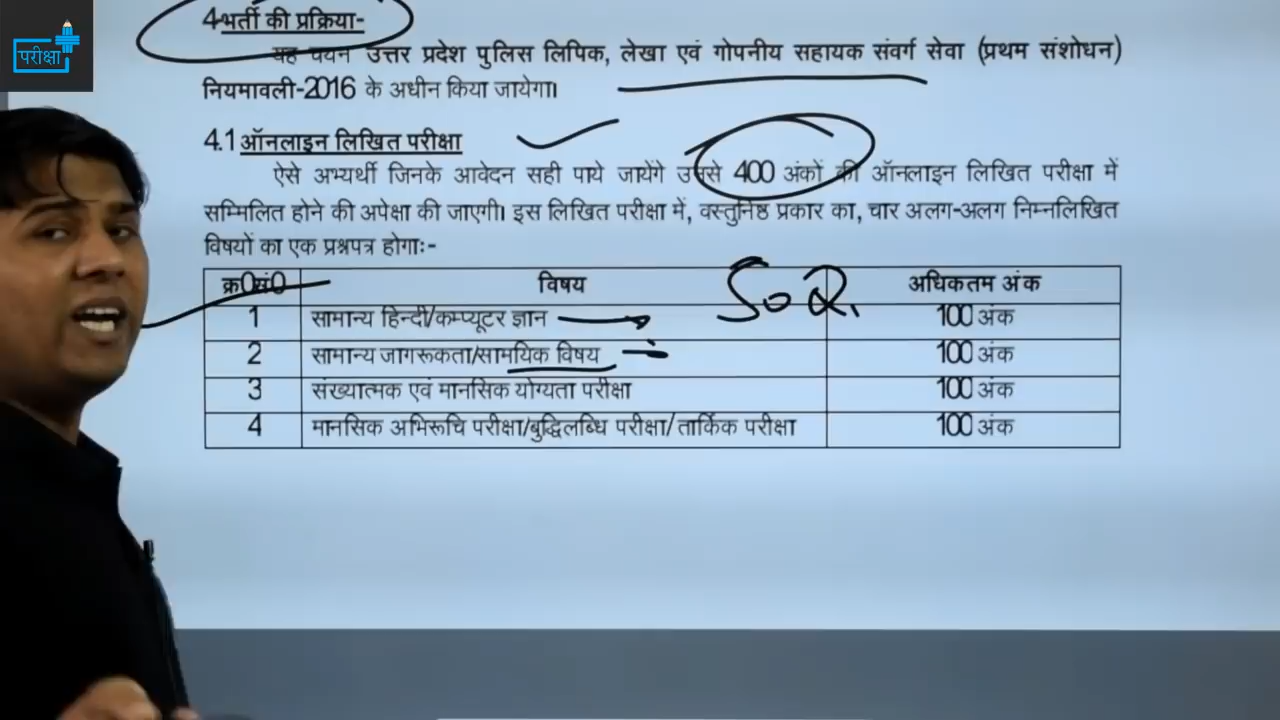 परीक्षा
4-भर्ती की प्रक्रिया-
यह चयन उत्तर प्रदेश पुलिस लिपिक, लेखा एवं गोपनीय सहायक संवर्ग सेवा (प्रथम संशोधन)
नियमावली-2016 के अधीन किया जायेगा।
4.1 ऑनलाइन लिखित परीक्षा
ऐसे अभ्यर्थी जिनके आवेदन सही पाये जायेंगे उनसे 400 अंकों की ऑनलाइन लिखित परीक्षा में
सम्मिलित होने की अपेक्षा की जाएगी। इस लिखित परीक्षा में, वस्तुनिष्ठ प्रकार का, चार अलग-अलग निम्नलिखित
विषयों का एक प्रश्नपत्र होगाः-
क्र0सं0 विषय अधिकतम अंक
50 Q.
1 सामान्य हिन्दी/कम्प्यूटर ज्ञान 100 अंक
2 सामान्य जागरूकता/सामयिक विषय 100 अंक
3 संख्यात्मक एवं मानसिक योग्यता परीक्षा 100 अंक
4 मानसिक अभिरूचि परीक्षा/बुद्धिलब्धि परीक्षा/ तार्किक परीक्षा 100 अंक